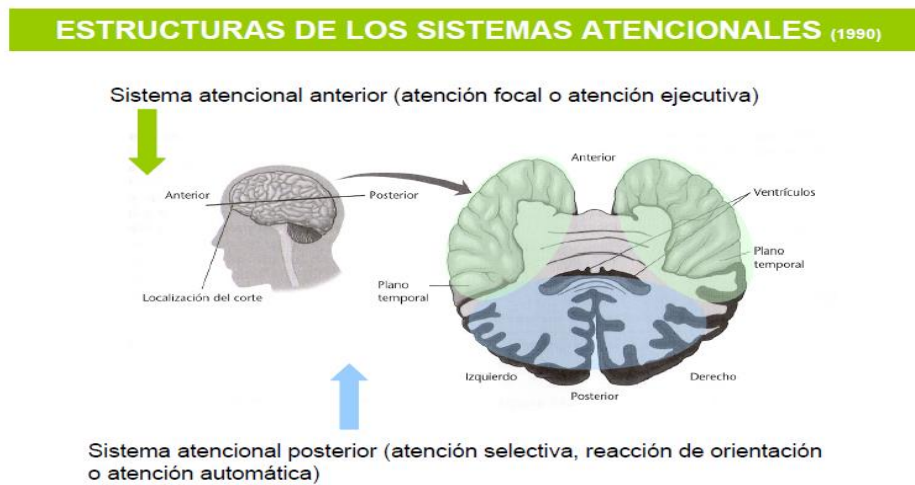 ESTRUCTURAS DE LOS SISTEMAS ATENCIONALES (1990)
Sistema atencional anterior (atención focal o atención ejecutiva)
Anterior
Ventrículos
Anterior
Posterior
Plano
temporal
Plano
temporal
Localización del corte
Izquierdo
Derecho
Posterior
Sistema atencional posterior (atención selectiva, reacción de orientación
o atención automática)